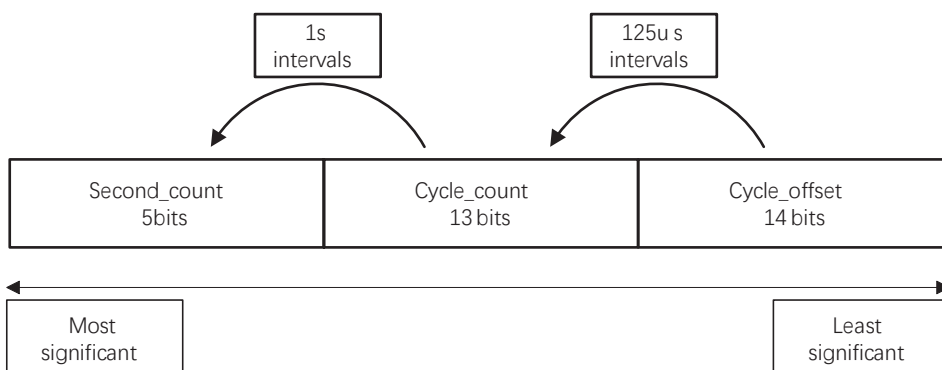 1s
intervals
125u s
intervals
Second_count
5bits
Cycle_count
13 bits
Cycle_offset
14 bits
Most
significant
Least
significant